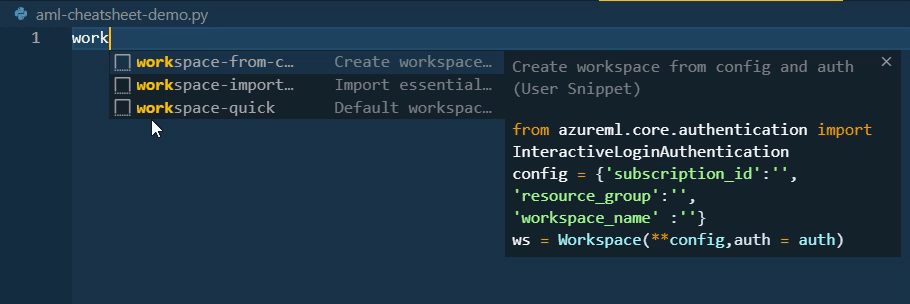 aml-cheatsheet-demo.py
1 work
workspace-from-c… Create workspace…
workspace-import… Import essential…
workspace-quick Default workspac…
Create workspace from config and auth
(User Snippet)
from azureml.core.authentication import
InteractiveLoginAuthentication
config = {'subscription_id':'',
'resource_group':'',
'workspace_name' :''}
ws = Workspace(**config,auth = auth)